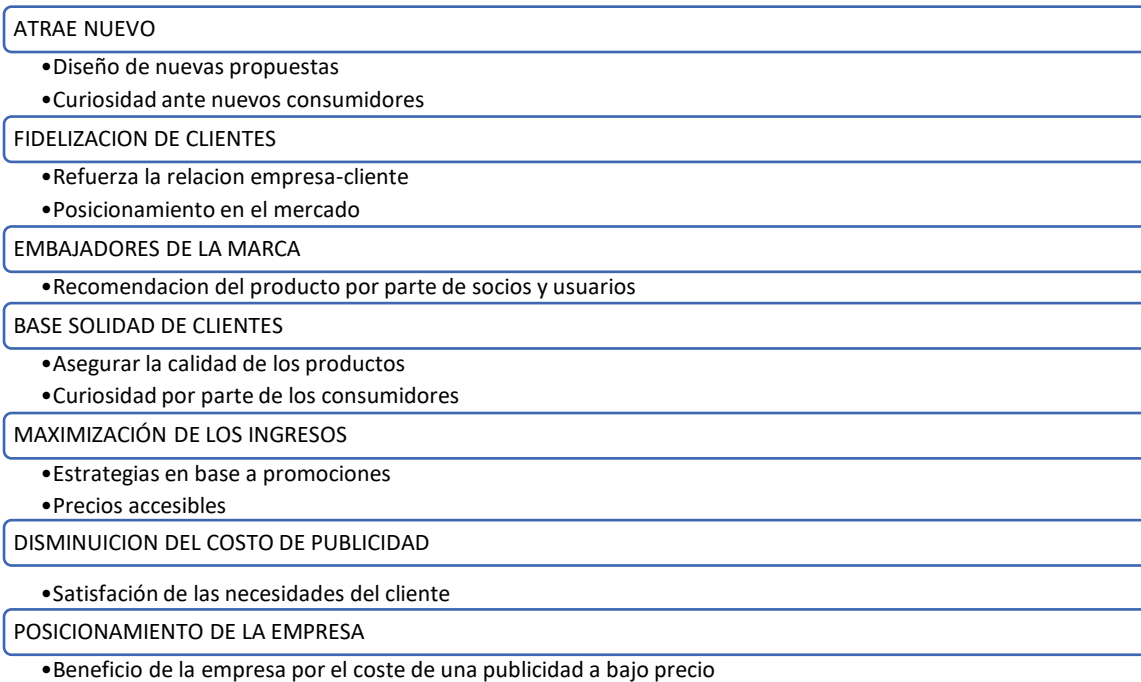 ATRAE NUEVO
•Diseño de nuevas propuestas
•Curiosidad ante nuevos consumidores
FIDELIZACION DE CLIENTES
•Refuerza la relacion empresa-cliente
•Posicionamiento en el mercado
EMBAJADORES DE LA MARCA
•Recomendacion del producto por parte de socios y usuarios
BASE SOLIDAD DE CLIENTES
•Asegurar la calidad de los productos
•Curiosidad por parte de los consumidores
MAXIMIZACIÓN DE LOS INGRESOS
•Estrategias en base a promociones
•Precios accesibles
DISMINUICION DEL COSTO DE PUBLICIDAD
•Satisfacción de las necesidades del cliente
POSICIONAMIENTO DE LA EMPRESA
•Beneficio de la empresa por el coste de una publicidad a bajo precio